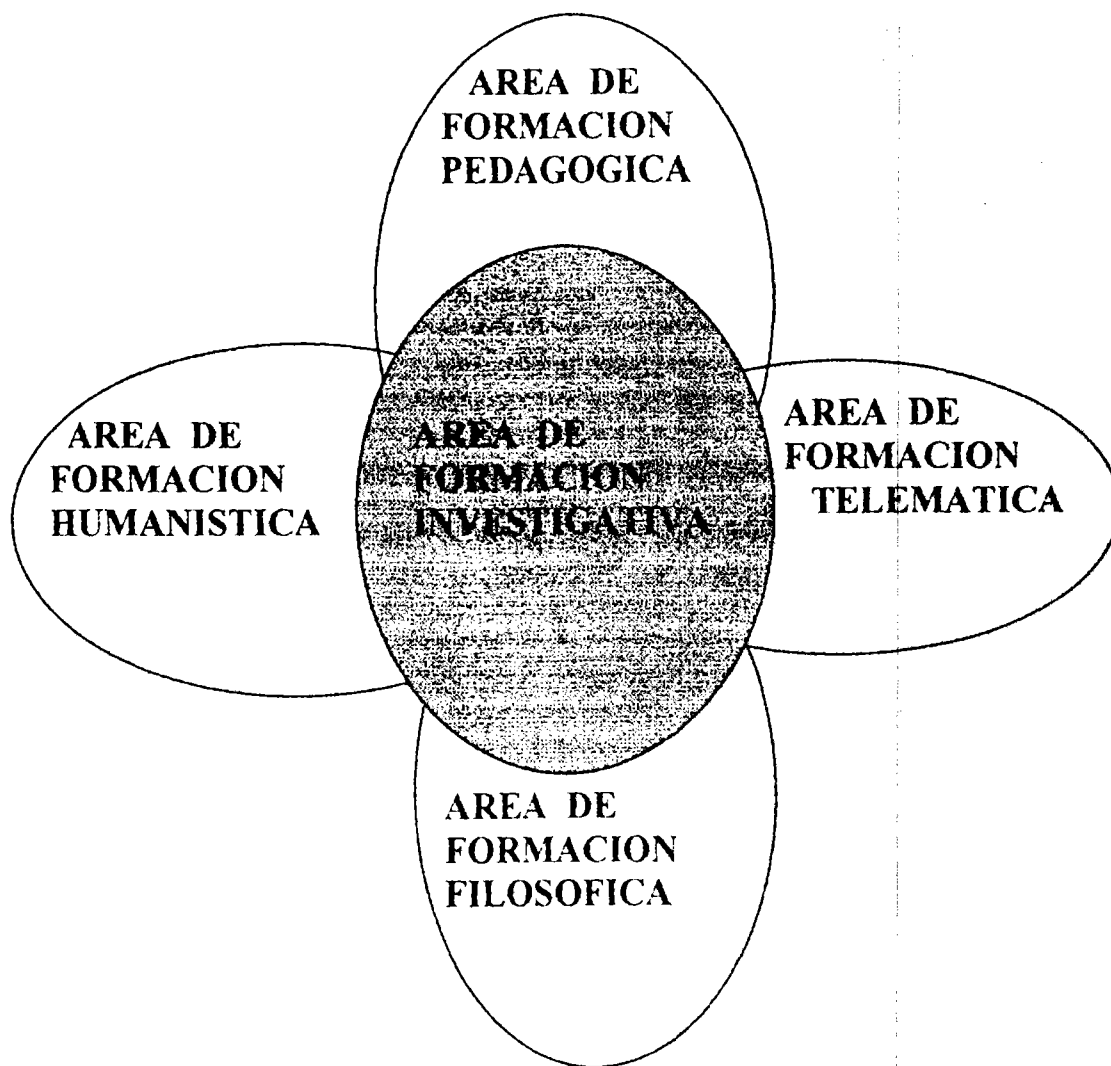 AREA DE
FORMACION
PEDAGOGICA
AREA DE
FORMACION
HUMANISTICA
AREA DE
FORMACION
INVESTIGATIVA
AREA DE
FORMACION
TELEMATICA
AREA DE
FORMACION
FILOSOFICA